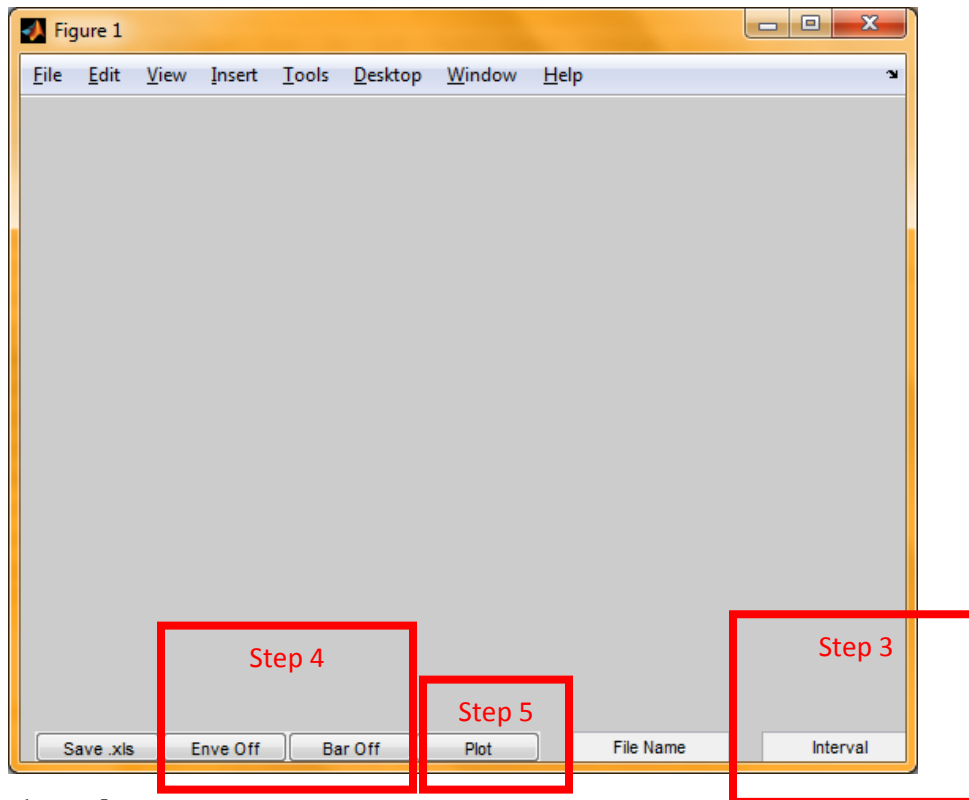 Figure 1
File Edit View Insert Tools Desktop Window Help
Step 4
Step 3
Step 5
Save .xls Enve Off Bar Off Plot File Name Interval